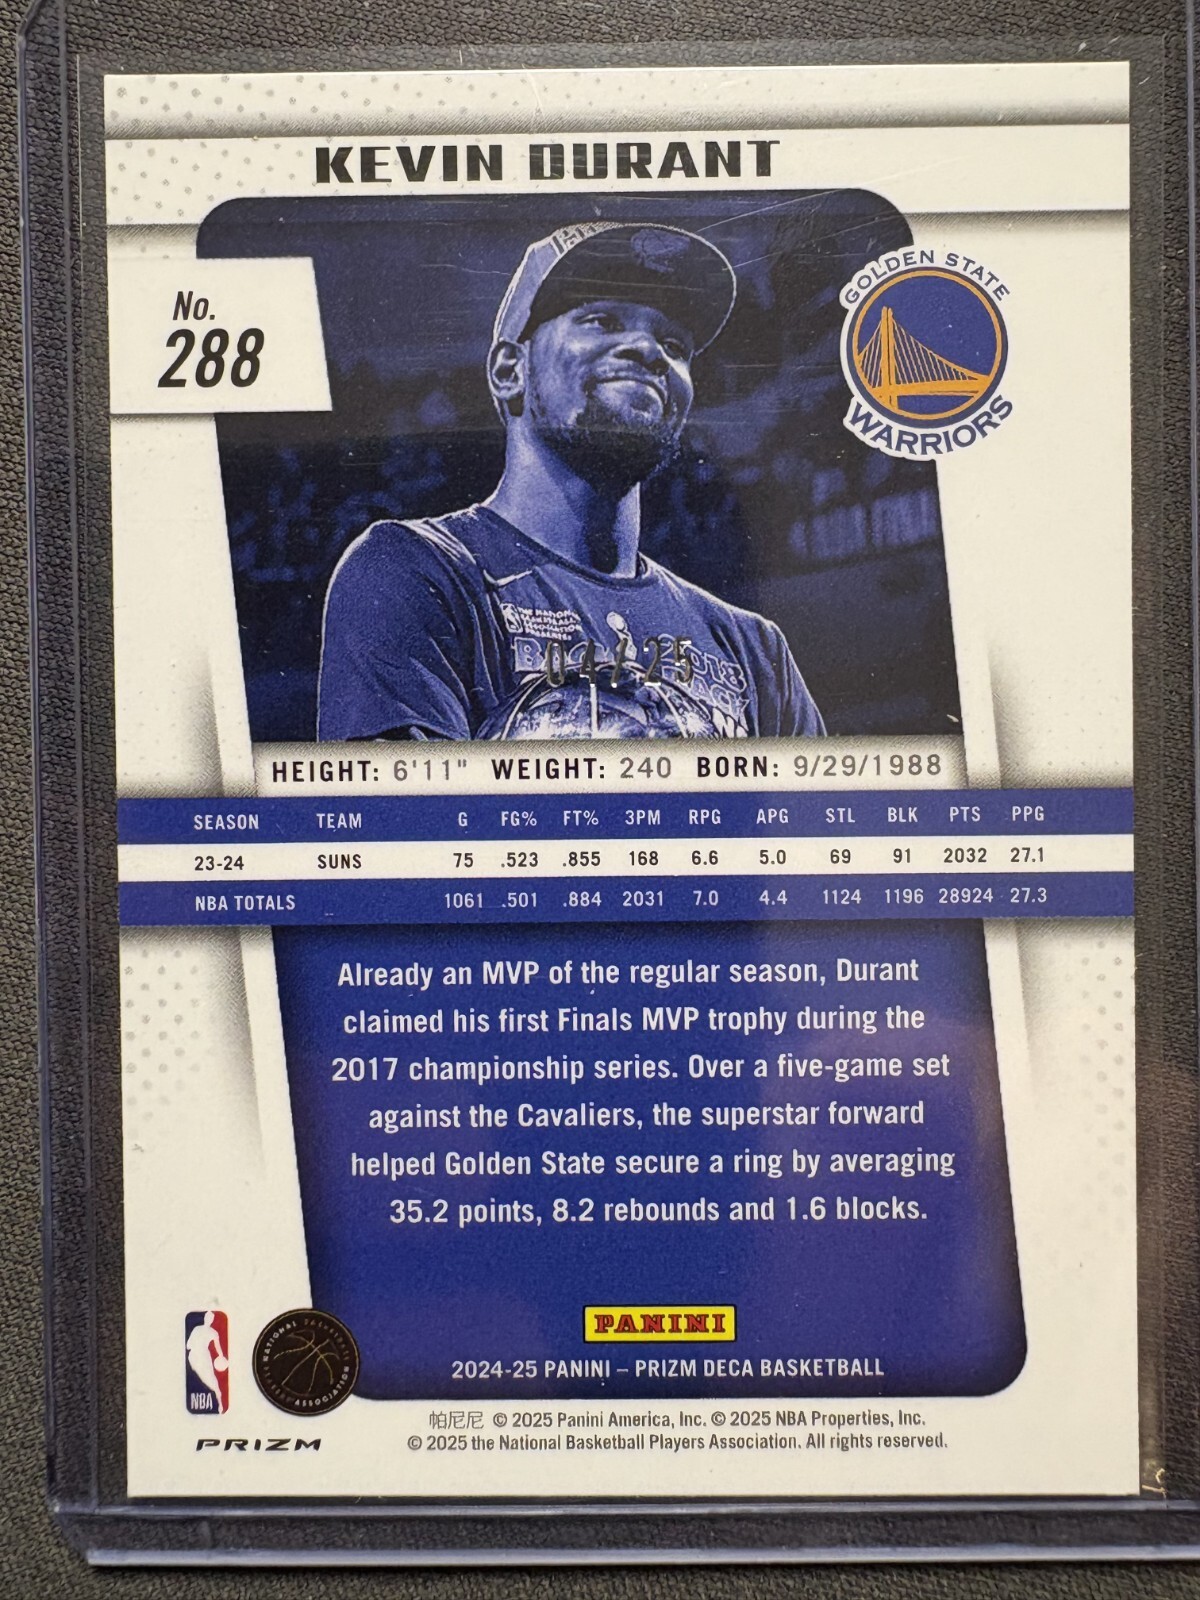 KEVIN DURANT
No.
288
GOLDEN STATE
WARRIORS
04/25
2018
HEIGHT: 6'11" WEIGHT: 240 BORN: 9/29/1988
SEASON TEAM G FG% FT% 3PM RPG APG STL BLK PTS PPG
23-24 SUNS 75 .523 .855 168 6.6 5.0 69 91 2032 27.1
NBA TOTALS 1061 .501 .884 2031 7.0 4.4 1124 1196 28924 27.3
Already an MVP of the regular season, Durant
claimed his first Finals MVP trophy during the
2017 championship series. Over a five-game set
against the Cavaliers, the superstar forward
helped Golden State secure a ring by averaging
35.2 points, 8.2 rebounds and 1.6 blocks.
PANINI
2024-25 PANINI – PRIZM DECA BASKETBALL
NBA
NATIONAL BASKETBALL
PLAYERS ASSOCIATION
PRIZM
帕尼尼 © 2025 Panini America, Inc. © 2025 NBA Properties, Inc.
© 2025 the National Basketball Players Association. All rights reserved.